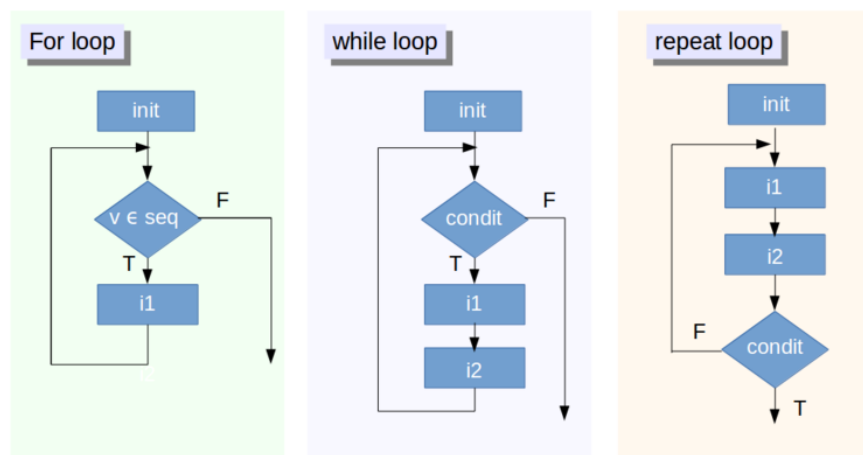 For loop
init
v ϵ seq
F
T
i1
while loop
init
condit
F
T
i1
i2
repeat loop
init
i1
i2
condit
F
T